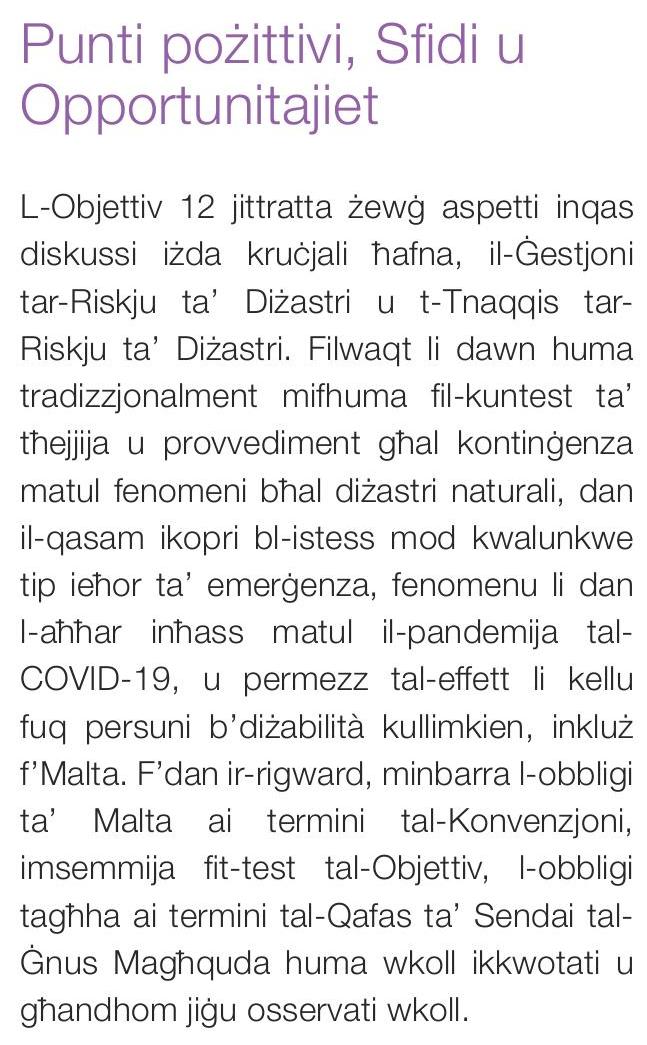 Punti pożittivi, Sfidi u
Opportunitajiet
L-Objettiv 12 jittratta żewġ aspetti inqas
diskussi iżda kruċjali ħafna, il-Ġestjoni
tar-Riskju ta’ Diżastri u t-Tnaqqis tar-
Riskju ta’ Diżastri. Filwaqt li dawn huma
tradizzjonalment mifhuma fil-kuntest ta’
tħejjija u provvediment għal kontinġenza
matul fenomeni bħal diżastri naturali, dan
il-qasam ikopri bl-istess mod kwalunkwe
tip ieħor ta’ emerġenza, fenomenu li dan
l-aħħar inħass matul il-pandemija tal-
COVID-19, u permezz tal-effett li kellu
fuq persuni b’diżabilità kullimkien, inkluż
f’Malta. F’dan ir-rigward, minbarra l-obbligi
ta’ Malta ai termini tal-Konvenzjoni,
imsemmija fit-test tal-Objettiv, l-obbligi
tagħha ai termini tal-Qafas ta’ Sendai tal-
Ġnus Magħquda huma wkoll ikkwotati u
għandhom jiġu osservati wkoll.